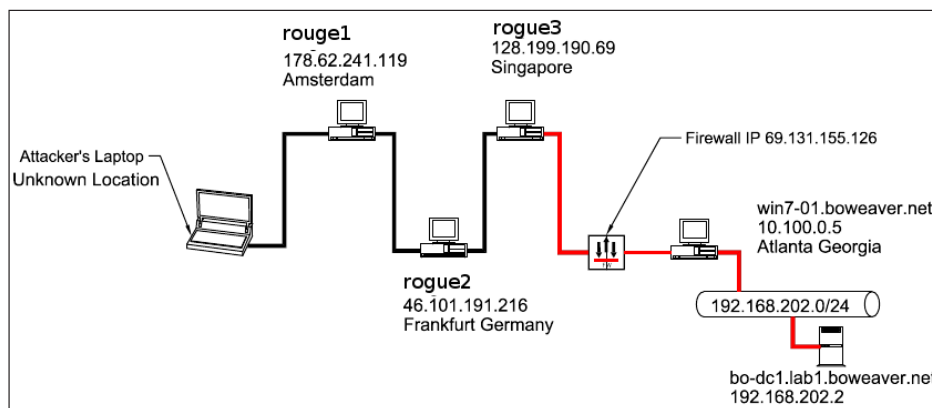 rouge1
178.62.241.119
Amsterdam
rogue3
128.199.190.69
Singapore
Firewall IP 69.131.155.126
Attacker's Laptop
Unknown Location
win7-01.boweaver.net
10.100.0.5
Atlanta Georgia
rogue2
46.101.191.216
Frankfurt Germany
192.168.202.0/24
bo-dc1.lab1.boweaver.net
192.168.202.2